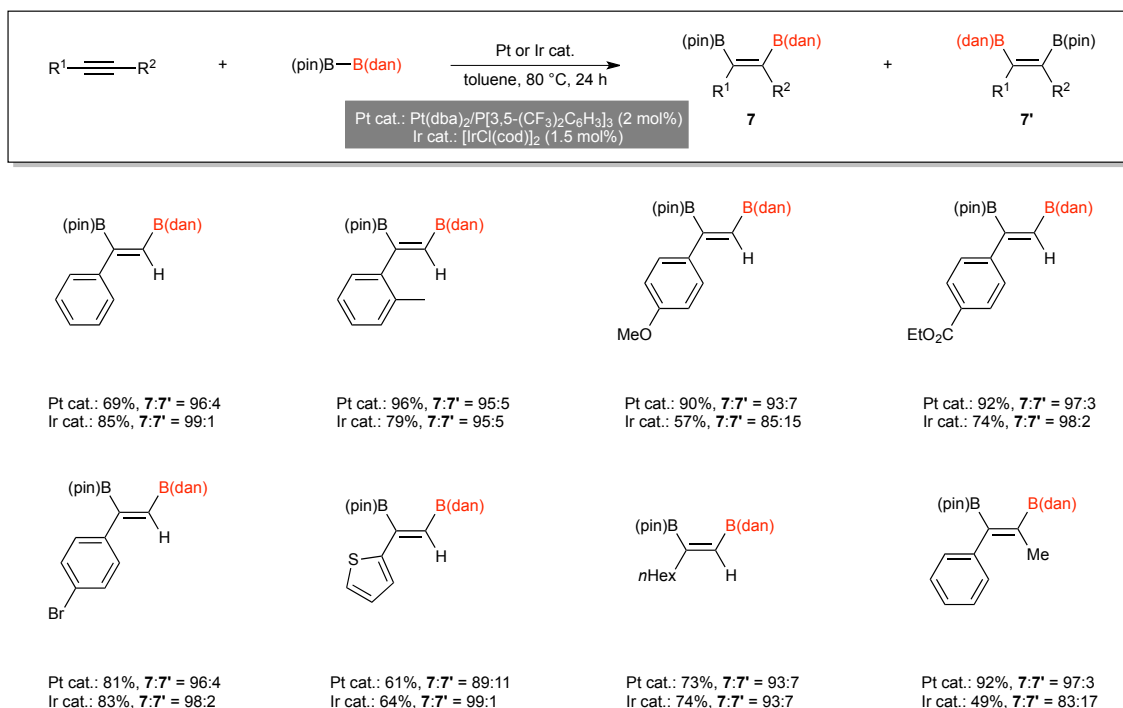 R1 R2 + (pin)B B(dan) Pt or Ir cat. toluene, 80 °C, 24 h (pin)B B(dan) R1 R2 + (dan)B B(pin) R1 R2
Pt cat.: Pt(dba)2/P[3,5-(CF3)2C6H3]3 (2 mol%)
Ir cat.: [IrCl(cod)]2 (1.5 mol%)
7 7'
(pin)B B(dan) H
(pin)B B(dan) H
(pin)B B(dan) H MeO
(pin)B B(dan) H EtO2C
Pt cat.: 69%, 7:7' = 96:4
Ir cat.: 85%, 7:7' = 99:1
Pt cat.: 96%, 7:7' = 95:5
Ir cat.: 79%, 7:7' = 95:5
Pt cat.: 90%, 7:7' = 93:7
Ir cat.: 57%, 7:7' = 85:15
Pt cat.: 92%, 7:7' = 97:3
Ir cat.: 74%, 7:7' = 98:2
(pin)B B(dan) H Br
(pin)B B(dan) H S
(pin)B B(dan) nHex H
(pin)B B(dan) Me
Pt cat.: 81%, 7:7' = 96:4
Ir cat.: 83%, 7:7' = 98:2
Pt cat.: 61%, 7:7' = 89:11
Ir cat.: 64%, 7:7' = 99:1
Pt cat.: 73%, 7:7' = 93:7
Ir cat.: 74%, 7:7' = 93:7
Pt cat.: 92%, 7:7' = 97:3
Ir cat.: 49%, 7:7' = 83:17